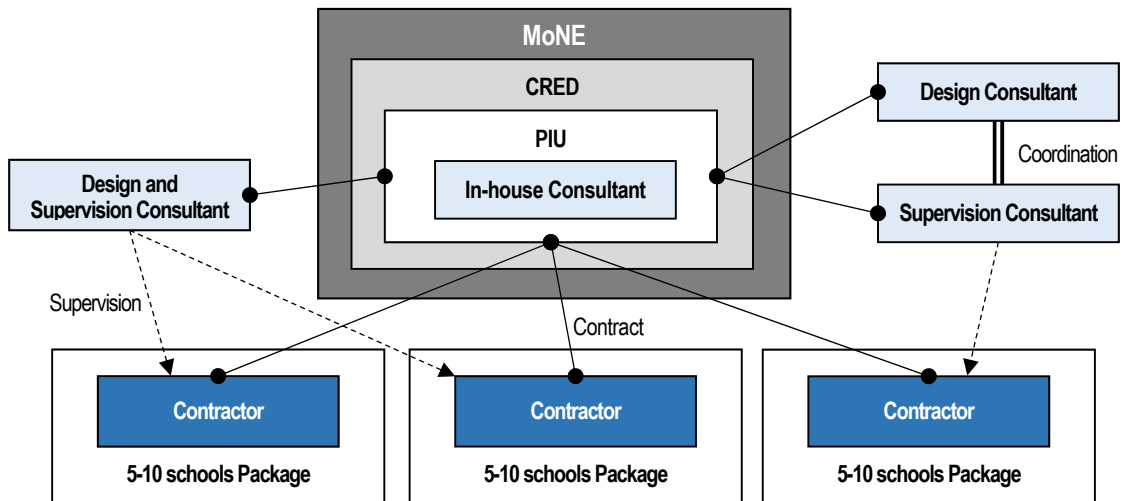 MoNE
CRED
PIU
In-house Consultant
Design Consultant
Coordination
Supervision Consultant
Design and
Supervision Consultant
Supervision
Contract
Contractor
5-10 schools Package
Contractor
5-10 schools Package
Contractor
5-10 schools Package